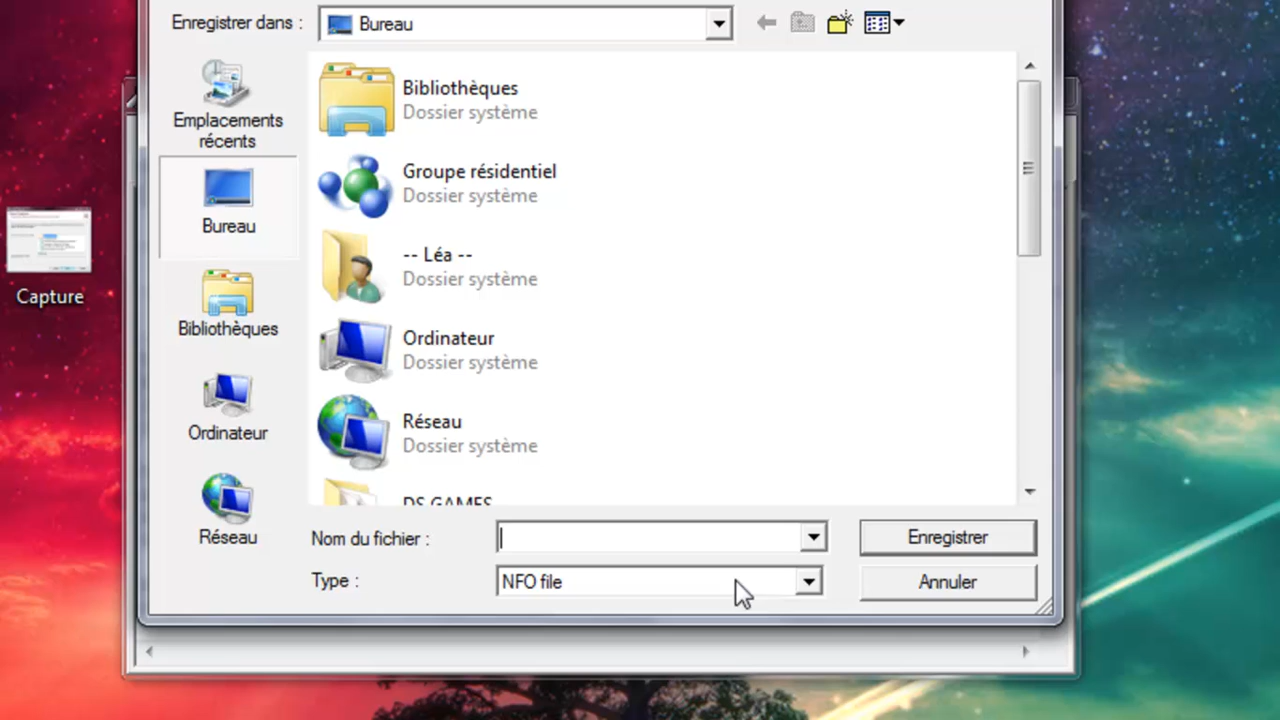 Enregistrer dans :
Bureau
Emplacements
récents
Bureau
Bibliothèques
Ordinateur
Réseau
Bibliothèques
Dossier système
Groupe résidentiel
Dossier système
-- Léa --
Dossier système
Ordinateur
Dossier système
Réseau
Dossier système
DS GAMES
Nom du fichier :
Enregistrer
Type :
NFO file
Annuler
Capture